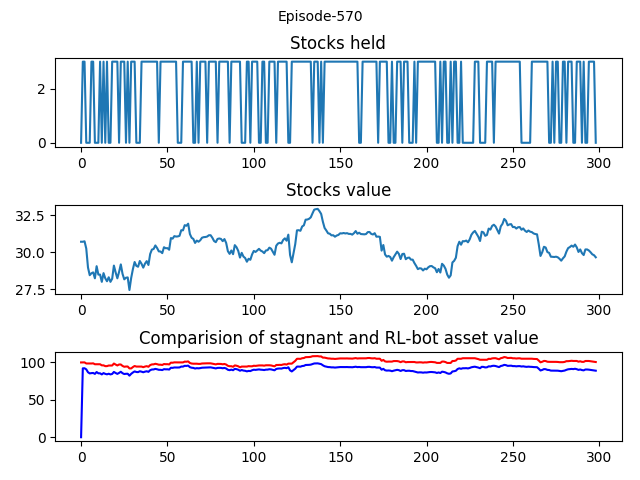 Episode-570
Stocks held
2
0
0 50 100 150 200 250 300
Stocks value
32.5
30.0
27.5
0 50 100 150 200 250 300
Comparision of stagnant and RL-bot asset value
100
50
0
0 50 100 150 200 250 300